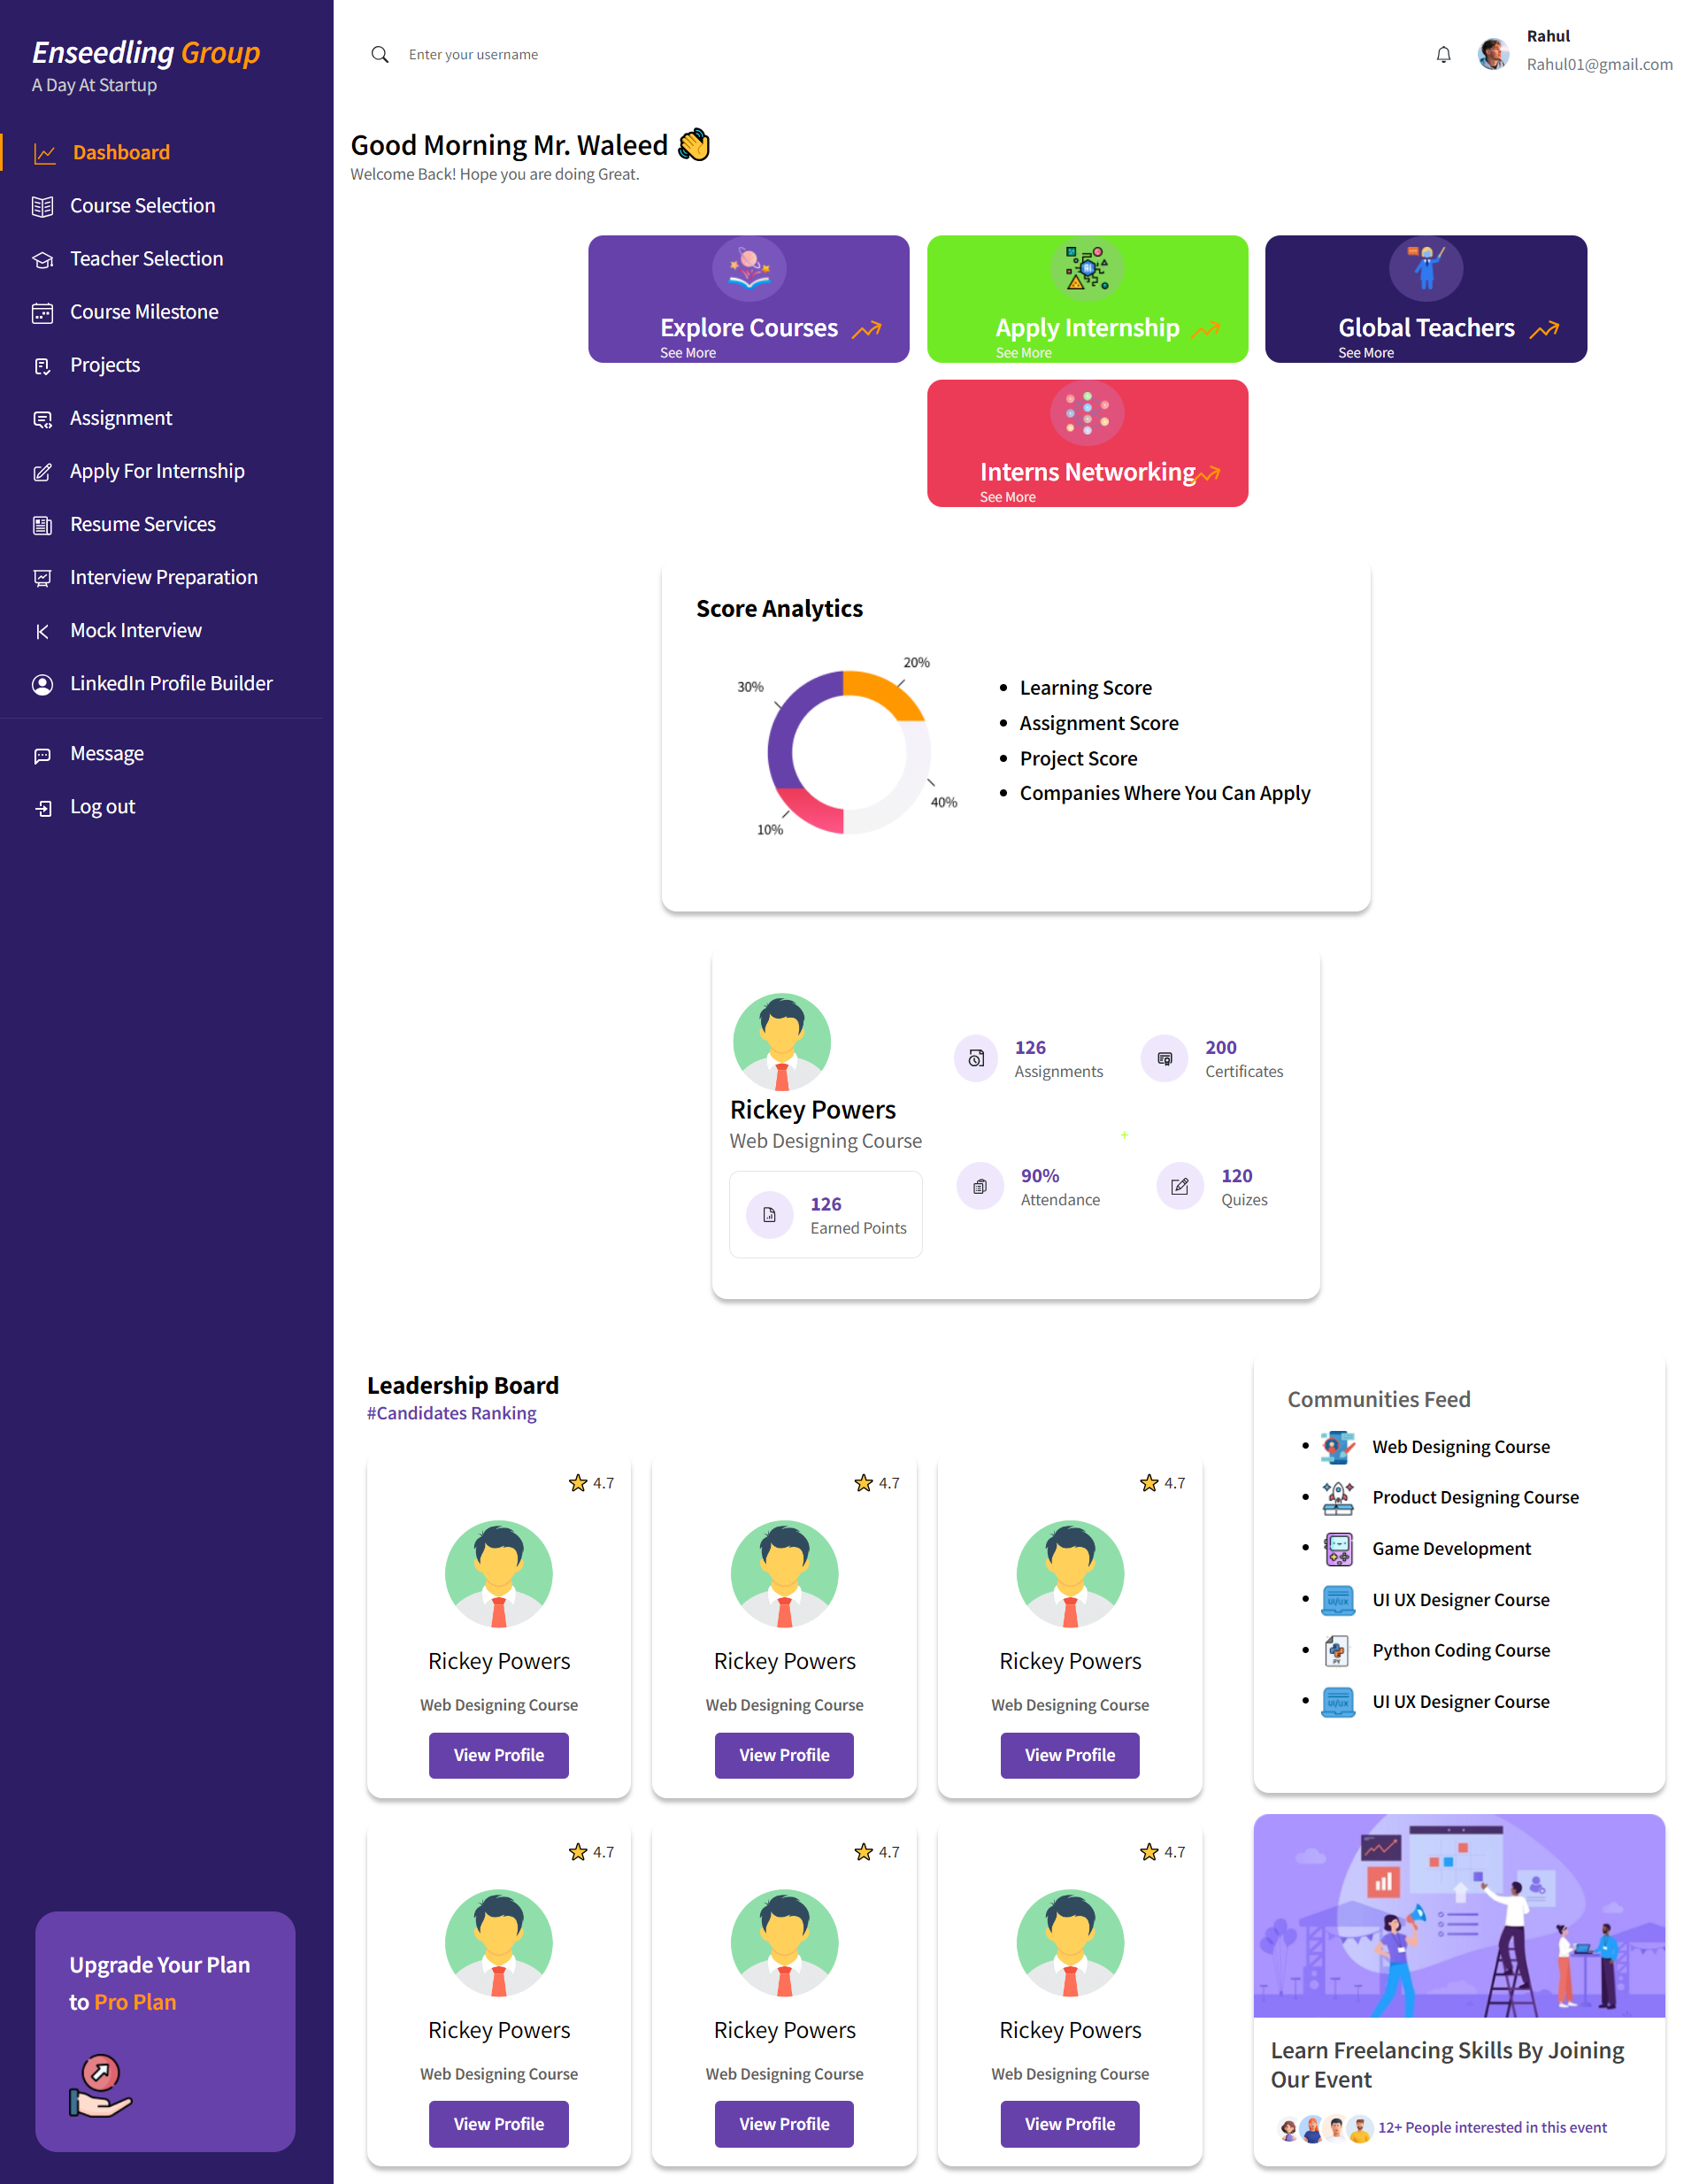 Enseedling Group
A Day At Startup
Dashboard
Course Selection
Teacher Selection
Course Milestone
Projects
Assignment
Apply For Internship
Resume Services
Interview Preparation
Mock Interview
LinkedIn Profile Builder
Message
Log out
Upgrade Your Plan
to Pro Plan
Enter your username
Rahul
Rahul01@gmail.com
Good Morning Mr. Waleed
Welcome Back! Hope you are doing Great.
Explore Courses
See More
Apply Internship
See More
Global Teachers
See More
Interns Networking
See More
Score Analytics
20%
30%
40%
10%
Learning Score
Assignment Score
Project Score
Companies Where You Can Apply
Rickey Powers
Web Designing Course
126
Earned Points
126
Assignments
200
Certificates
+
90%
Attendance
120
Quizes
Leadership Board
#Candidates Ranking
4.7
Rickey Powers
Web Designing Course
View Profile
4.7
Rickey Powers
Web Designing Course
View Profile
4.7
Rickey Powers
Web Designing Course
View Profile
4.7
Rickey Powers
Web Designing Course
View Profile
4.7
Rickey Powers
Web Designing Course
View Profile
4.7
Rickey Powers
Web Designing Course
View Profile
Communities Feed
Web Designing Course
Product Designing Course
Game Development
UI/UX
UI UX Designer Course
PY
Python Coding Course
UI/UX
UI UX Designer Course
Learn Freelancing Skills By Joining
Our Event
12+ People interested in this event